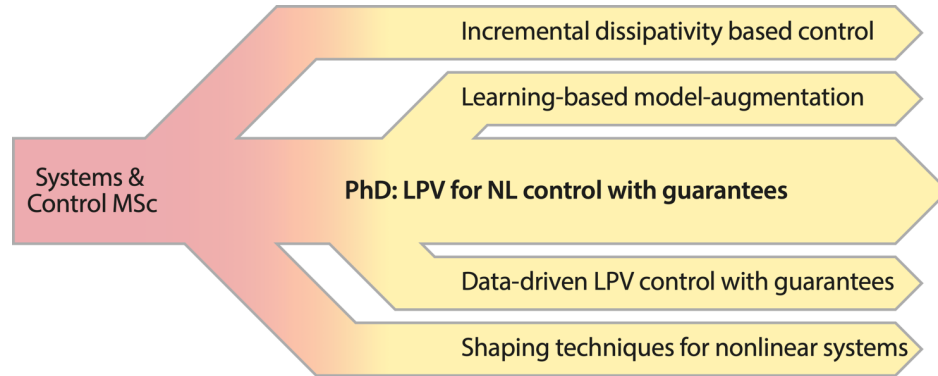 Incremental dissipativity based control
Learning-based model-augmentation
Systems &
Control MSc
PhD: LPV for NL control with guarantees
Data-driven LPV control with guarantees
Shaping techniques for nonlinear systems